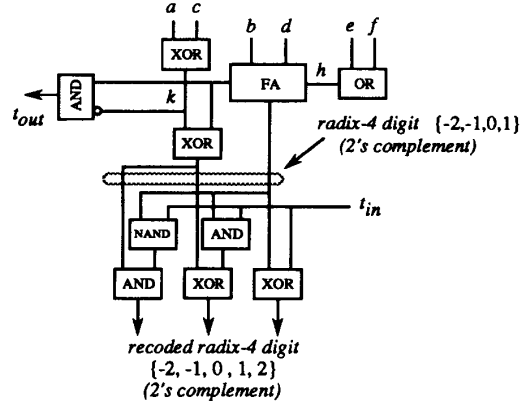 a c
b d
e f
XOR
FA
h
OR
AND
k
t_out
XOR
radix-4 digit {-2,-1,0,1}
(2's complement)
t_in
NAND
AND
AND
XOR
XOR
recoded radix-4 digit
{-2, -1, 0 , 1, 2}
(2's complement)